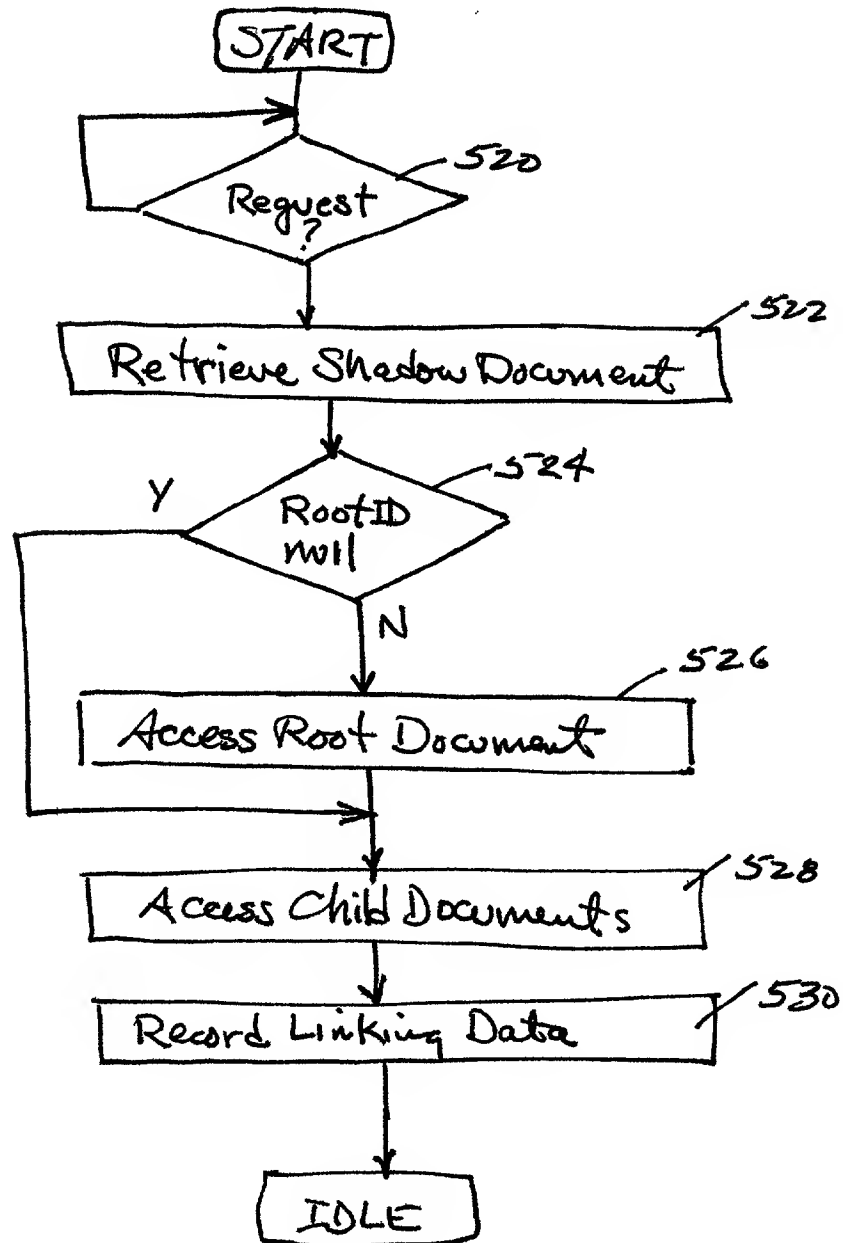 START
520
Request
?
522
Retrieve Shadow Document
524
Y
RootID
null
N
526
Access Root Document
528
Access Child Documents
530
Record Linking Data
IDLE